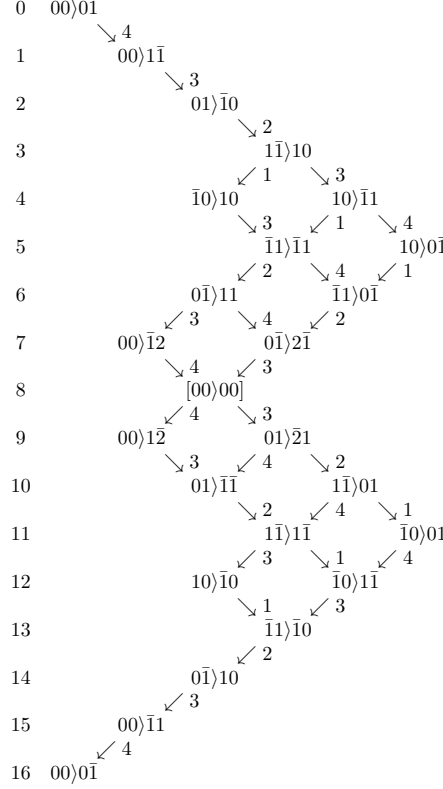 0 00⟩01
4
1 00⟩11̄
3
2 01⟩1̄0
2
3 11̄⟩10
1 3
4 1̄0⟩10 10⟩1̄1
3 1 4
5 1̄1⟩1̄1 10⟩01̄
2 4 1
6 01̄⟩11 1̄1⟩01̄
3 4 2
7 00⟩1̄2 01̄⟩21̄
4 3
8 [00⟩00]
4 3
9 00⟩12̄ 01⟩2̄1
3 4 2
10 01⟩1̄1̄ 11̄⟩01
2 4 1
11 11̄⟩11̄ 1̄0⟩01
3 1 4
12 10⟩1̄0 1̄0⟩11̄
1 3
13 1̄1⟩1̄0
2
14 01̄⟩10
3
15 00⟩1̄1
4
16 00⟩01̄